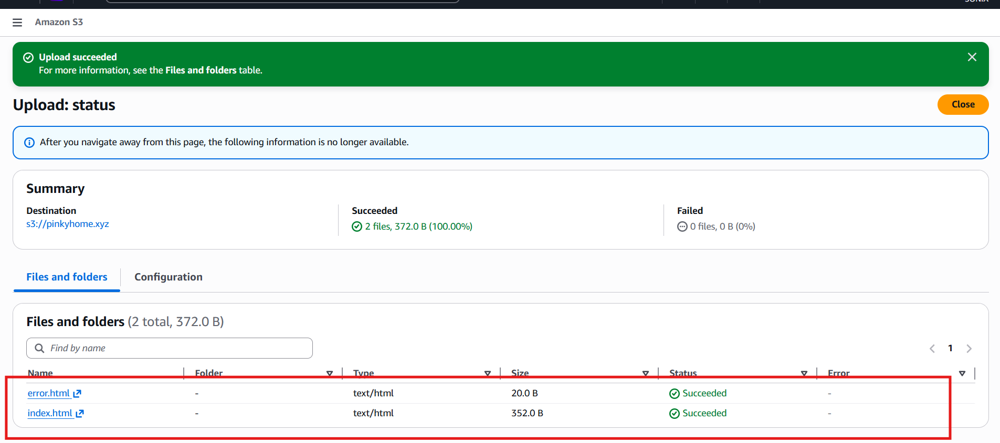 SONIA
Amazon S3
Upload succeeded
For more information, see the Files and folders table.
Upload: status
Close
After you navigate away from this page, the following information is no longer available.
Summary
Destination
s3://pinkyhome.xyz
Succeeded
2 files, 372.0 B (100.00%)
Failed
0 files, 0 B (0%)
Files and folders
Configuration
Files and folders (2 total, 372.0 B)
Find by name
1
Name Folder Type Size Status Error
error.html - text/html 20.0 B Succeeded -
index.html - text/html 352.0 B Succeeded -